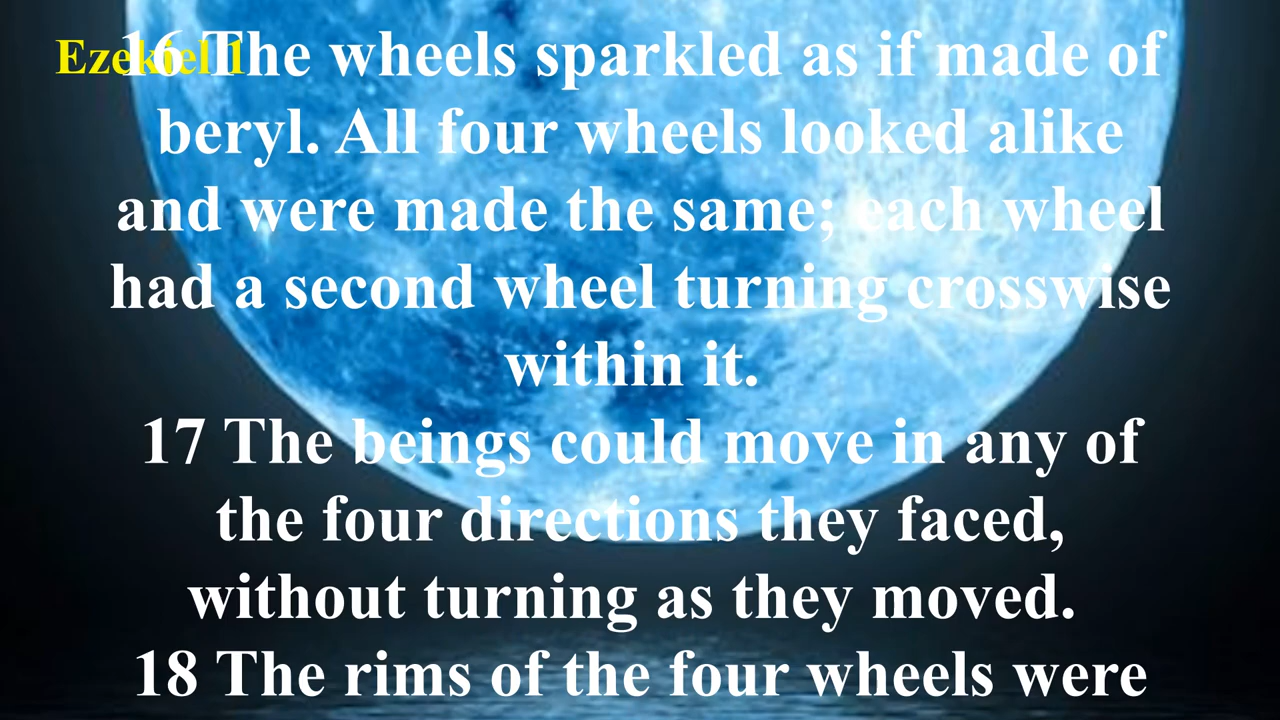 Ezekiel 1
16 The wheels sparkled as if made of
beryl. All four wheels looked alike
and were made the same; each wheel
had a second wheel turning crosswise
within it.
17 The beings could move in any of
the four directions they faced,
without turning as they moved.
18 The rims of the four wheels were